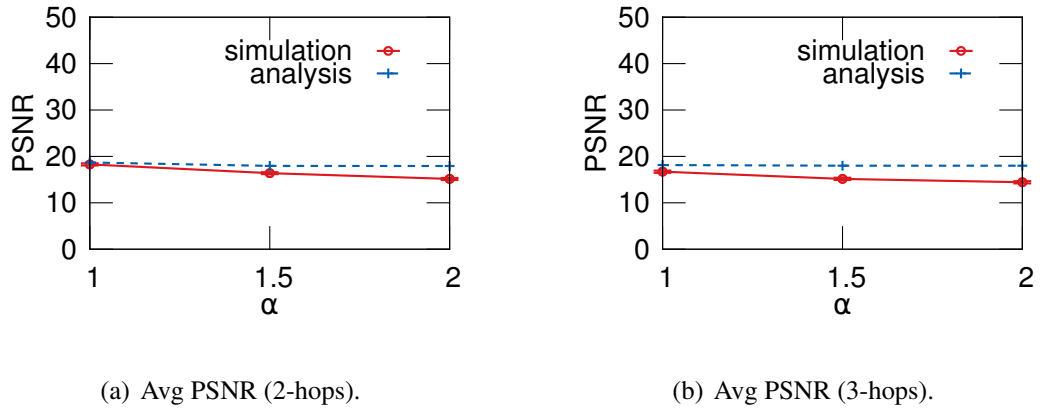 50
40
30
20
10
0
PSNR
simulation
analysis
1 1.5 2
α
(a) Avg PSNR (2-hops).
50
40
30
20
10
0
PSNR
simulation
analysis
1 1.5 2
α
(b) Avg PSNR (3-hops).